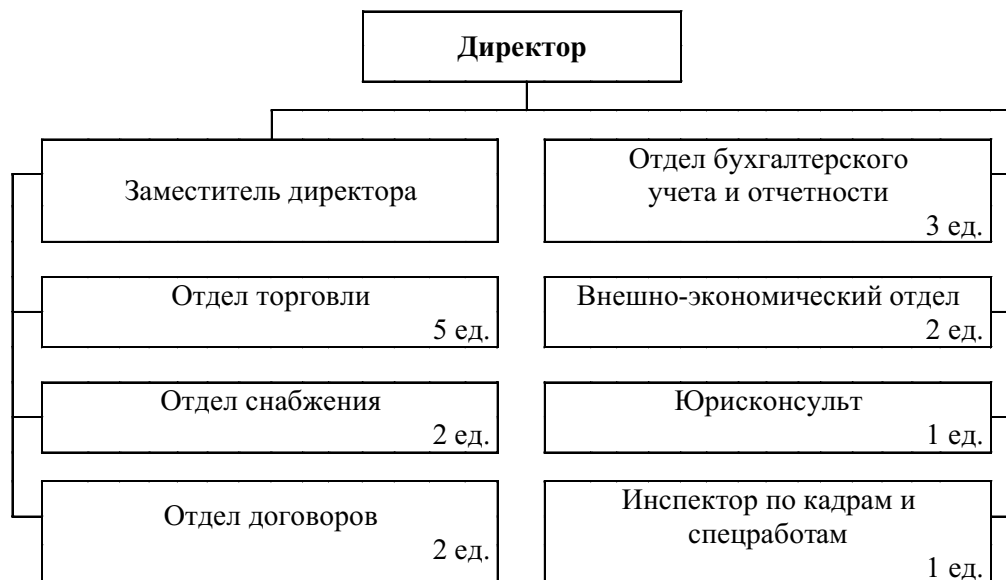 Директор
Заместитель директора
Отдел бухгалтерского
учета и отчетности
3 ед.
Отдел торговли
5 ед.
Внешно-экономический отдел
2 ед.
Отдел снабжения
2 ед.
Юрисконсульт
1 ед.
Отдел договоров
2 ед.
Инспектор по кадрам и
спецработам
1 ед.